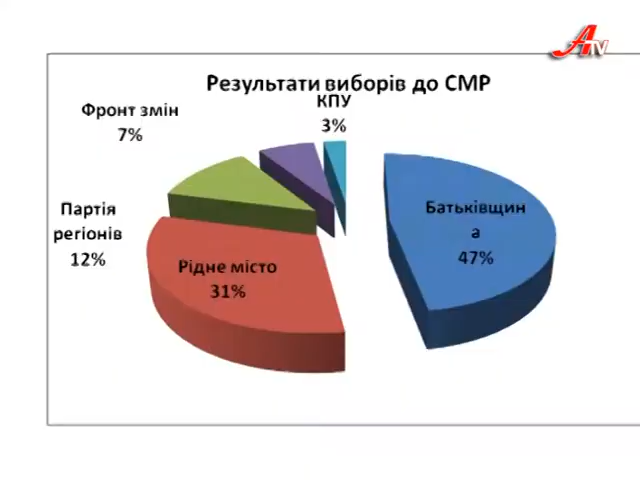 ATV
Результати виборів до СМР
КПУ
3%
Фронт змін
7%
Партія
регіонів
12%
Рідне місто
31%
Батьківщин
а
47%